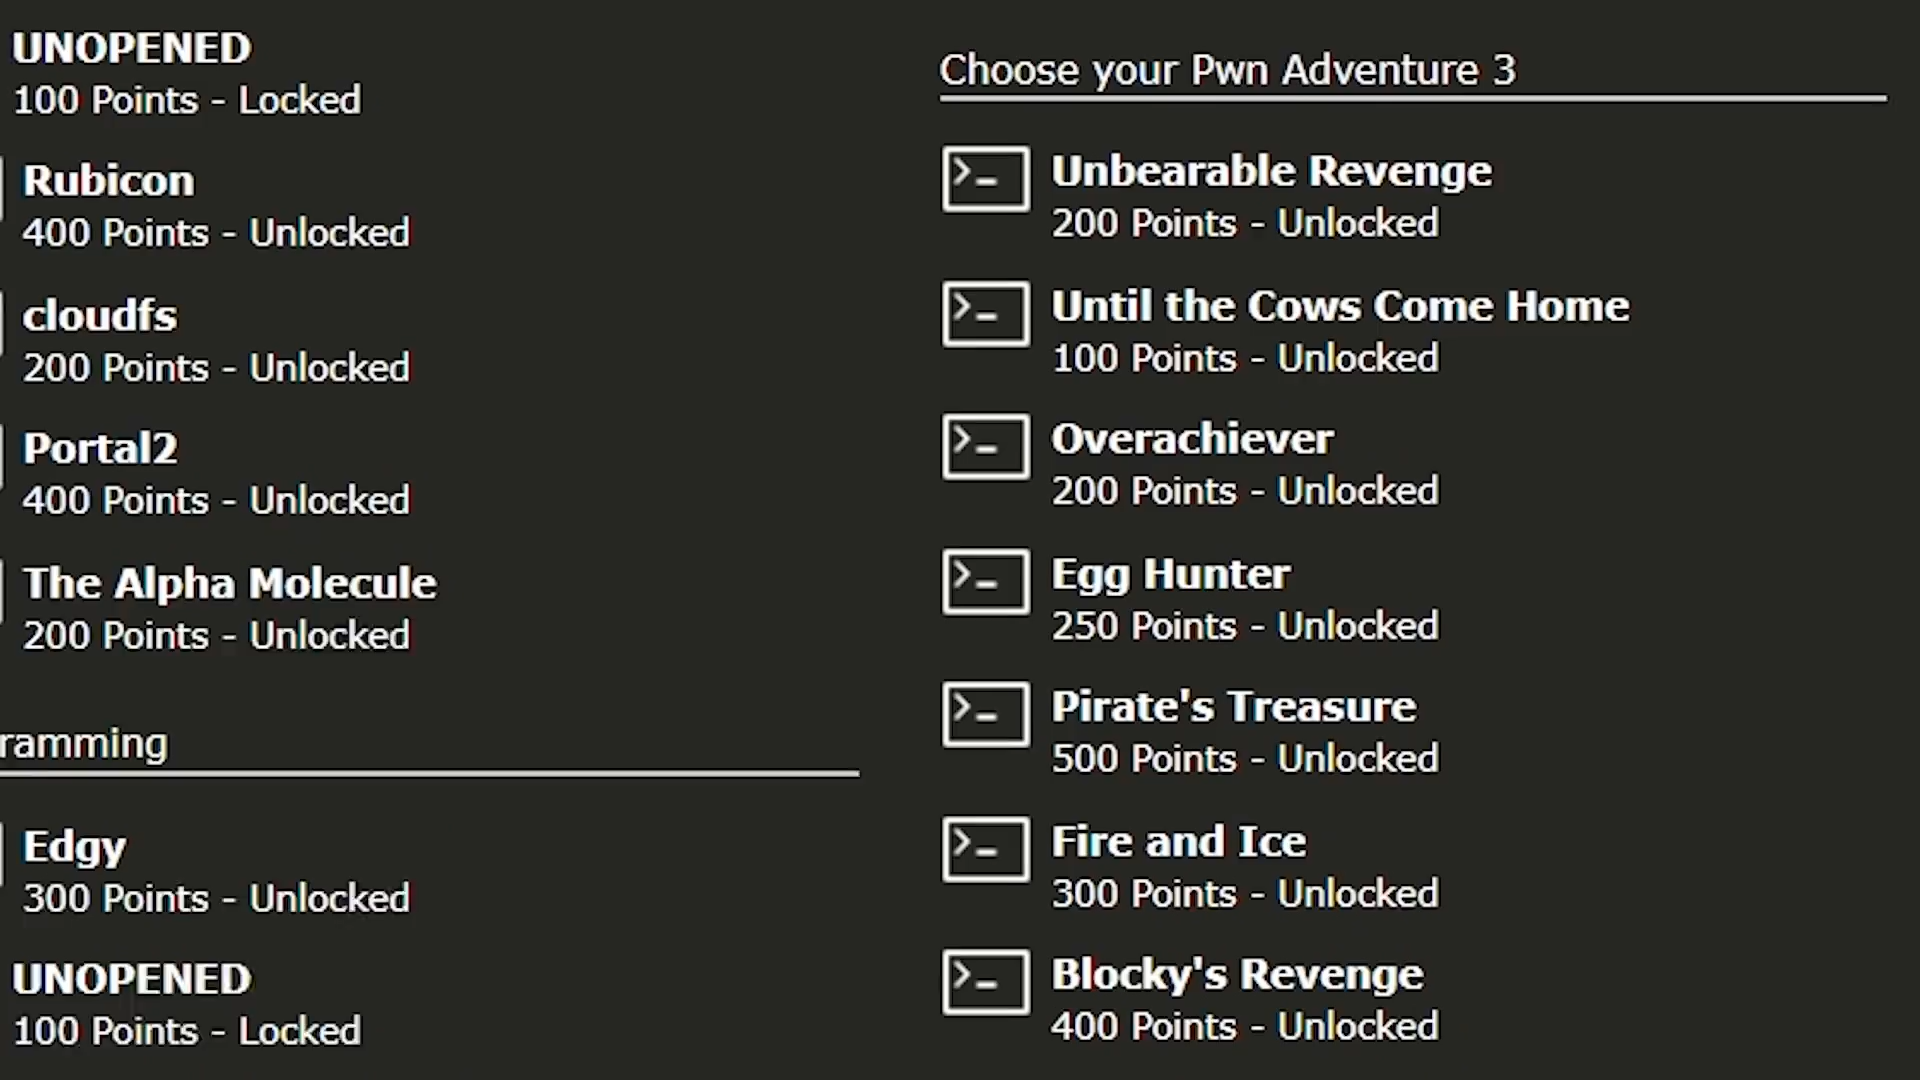 UNOPENED
100 Points - Locked
Rubicon
400 Points - Unlocked
cloudfs
200 Points - Unlocked
Portal2
400 Points - Unlocked
The Alpha Molecule
200 Points - Unlocked
ramming
Edgy
300 Points - Unlocked
UNOPENED
100 Points - Locked
Choose your Pwn Adventure 3
Unbearable Revenge
200 Points - Unlocked
Until the Cows Come Home
100 Points - Unlocked
Overachiever
200 Points - Unlocked
Egg Hunter
250 Points - Unlocked
Pirate's Treasure
500 Points - Unlocked
Fire and Ice
300 Points - Unlocked
Blocky's Revenge
400 Points - Unlocked